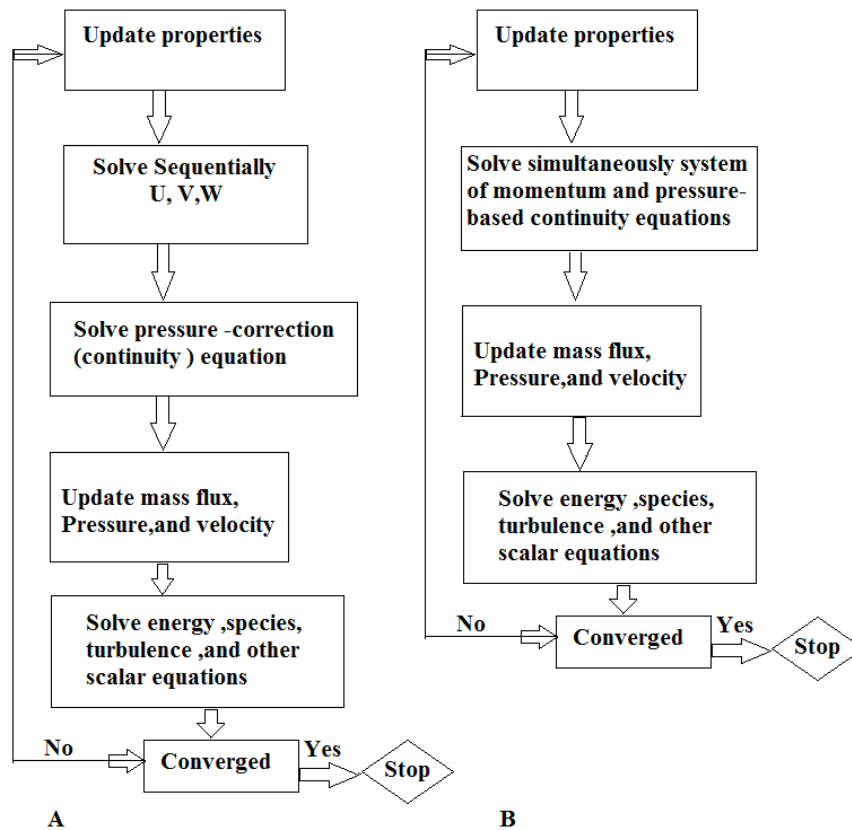 Update properties
Solve Sequentially
U, V,W
Solve pressure -correction
(continuity ) equation
Update mass flux,
Pressure,and velocity
Solve energy ,species,
turbulence ,and other
scalar equations
No
Converged
Yes
Stop
A
Update properties
Solve simultaneously system
of momentum and pressure-
based continuity equations
Update mass flux,
Pressure,and velocity
Solve energy ,species,
turbulence ,and other
scalar equations
No
Converged
Yes
Stop
B